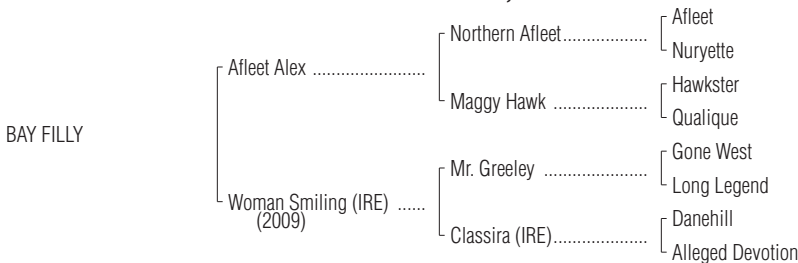 Afleet
Northern Afleet...................
Nuryette
Afleet Alex .........................
Hawkster
Maggy Hawk .....................
Qualique
BAY FILLY
Gone West
Mr. Greeley .......................
Long Legend
Woman Smiling (IRE) ......
(2009)
Danehill
Classira (IRE).....................
Alleged Devotion